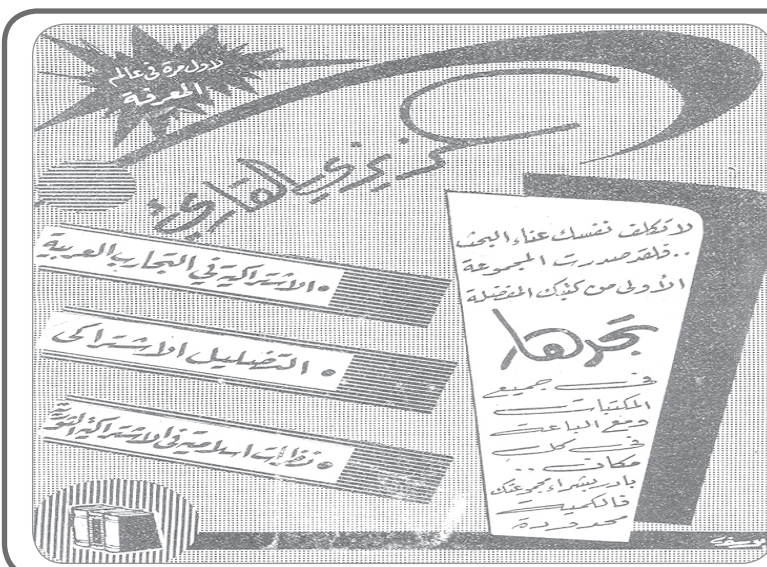 لأول مرة في عالم
المعرفة
عزيزي القارئ
لا تكلف نفسك عناء البحث
.. فلقد صدرت المجموعة
الأولى من كتبك المفضلة
تجدها
في جميع
المكتبات
ومع الباعة
في كل
مكان ..
بادر بشراء مجموعتك
فالكمية
محدودة
• الاشتراكية في التجارب العربية
• التضليل الاشتراكي
• نظرات اسلامية في الاشتراكية الثورية